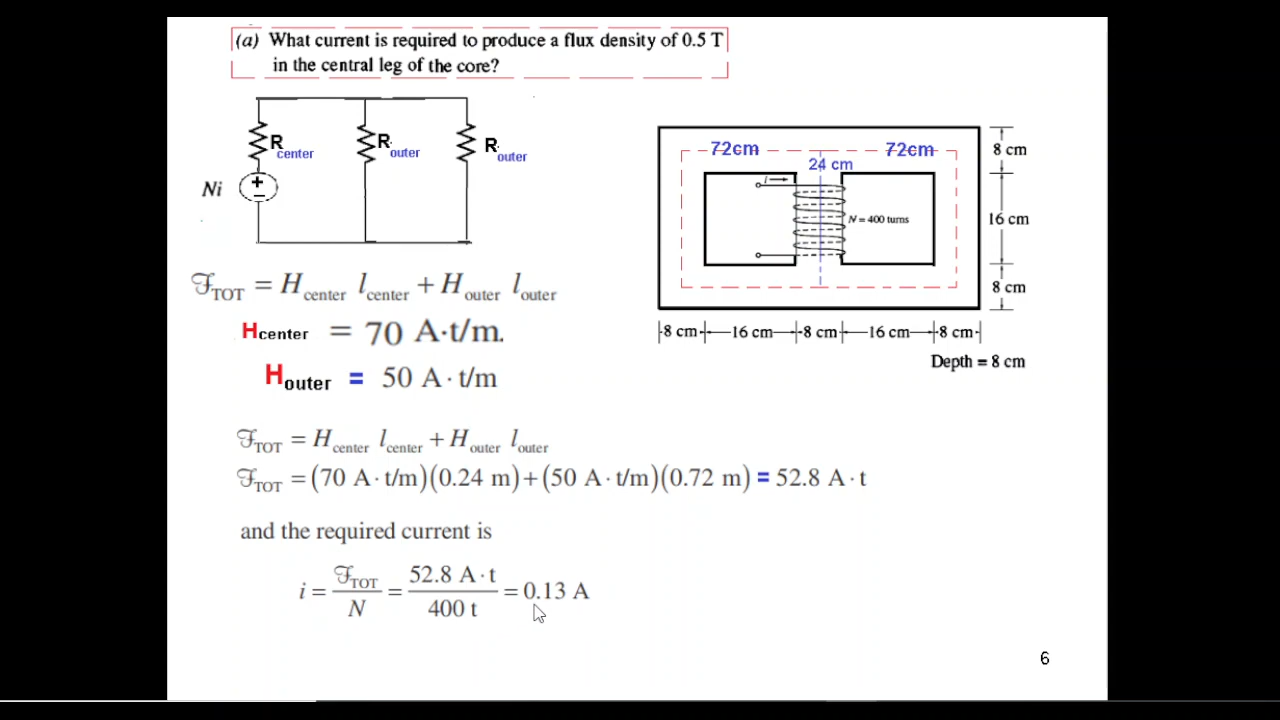 (a) What current is required to produce a flux density of 0.5 T
in the central leg of the core?
R center
R outer
R outer
Ni
+
−
72cm
72cm
24 cm
i
N = 400 turns
8 cm
16 cm
8 cm
8 cm
16 cm
8 cm
16 cm
8 cm
Depth = 8 cm
ℱTOT = Hcenter lcenter + Houter louter
Hcenter = 70 A·t/m.
Houter = 50 A·t/m
ℱTOT = Hcenter lcenter + Houter louter
ℱTOT = (70 A·t/m)(0.24 m)+(50 A·t/m)(0.72 m) = 52.8 A·t
and the required current is
i = ℱTOT / N = 52.8 A·t / 400 t = 0.13 A
6